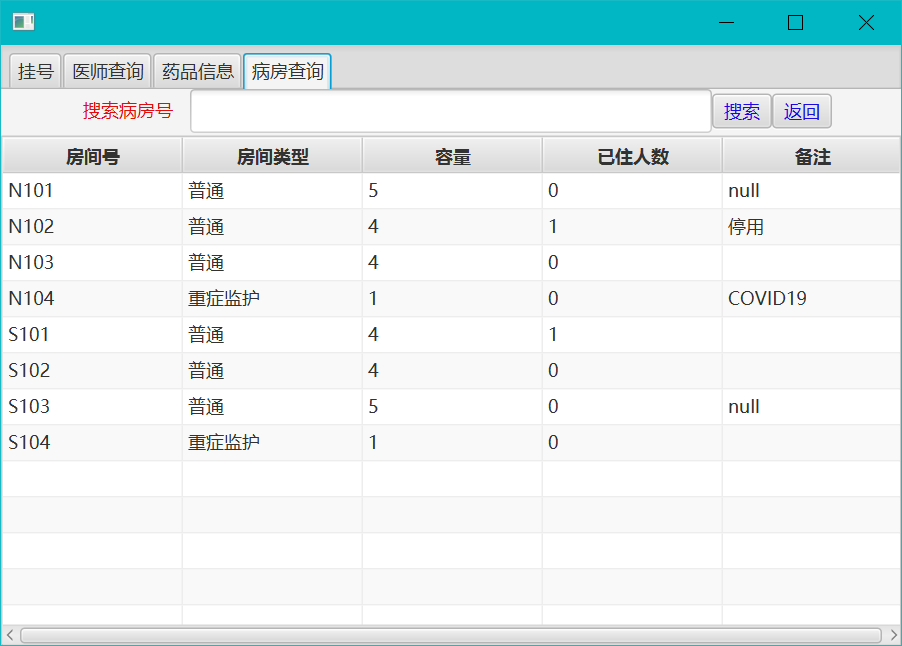 挂号 医师查询 药品信息 病房查询
搜索病房号 搜索 返回
房间号 房间类型 容量 已住人数 备注
N101 普通 5 0 null
N102 普通 4 1 停用
N103 普通 4 0
N104 重症监护 1 0 COVID19
S101 普通 4 1
S102 普通 4 0
S103 普通 5 0 null
S104 重症监护 1 0